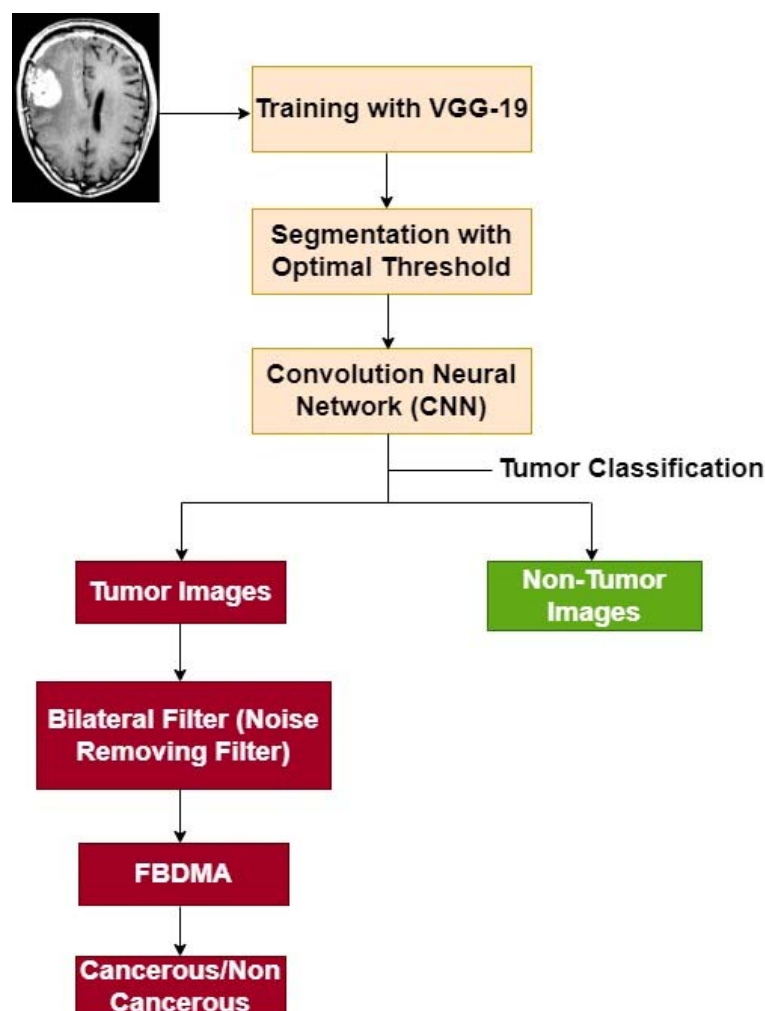 Training with VGG-19
Segmentation with
Optimal Threshold
Convolution Neural
Network (CNN)
Tumor Classification
Tumor Images
Non-Tumor
Images
Bilateral Filter (Noise
Removing Filter)
FBDMA
Cancerous/Non
Cancerous